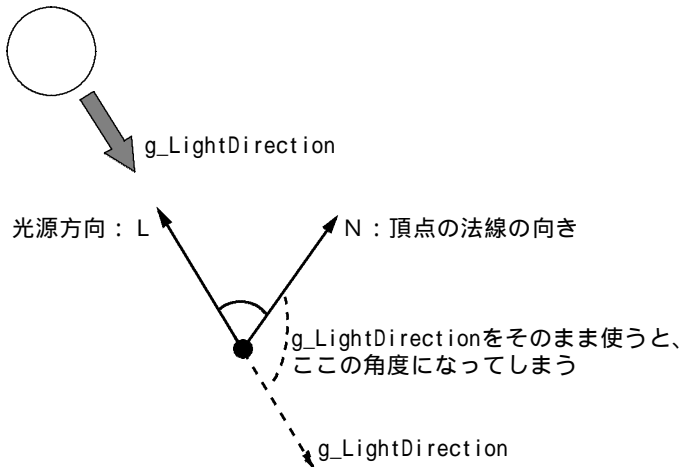 g_LightDirection
光源方向：L
N：頂点の法線の向き
g_LightDirectionをそのまま使うと、
ここの角度になってしまう
g_LightDirection